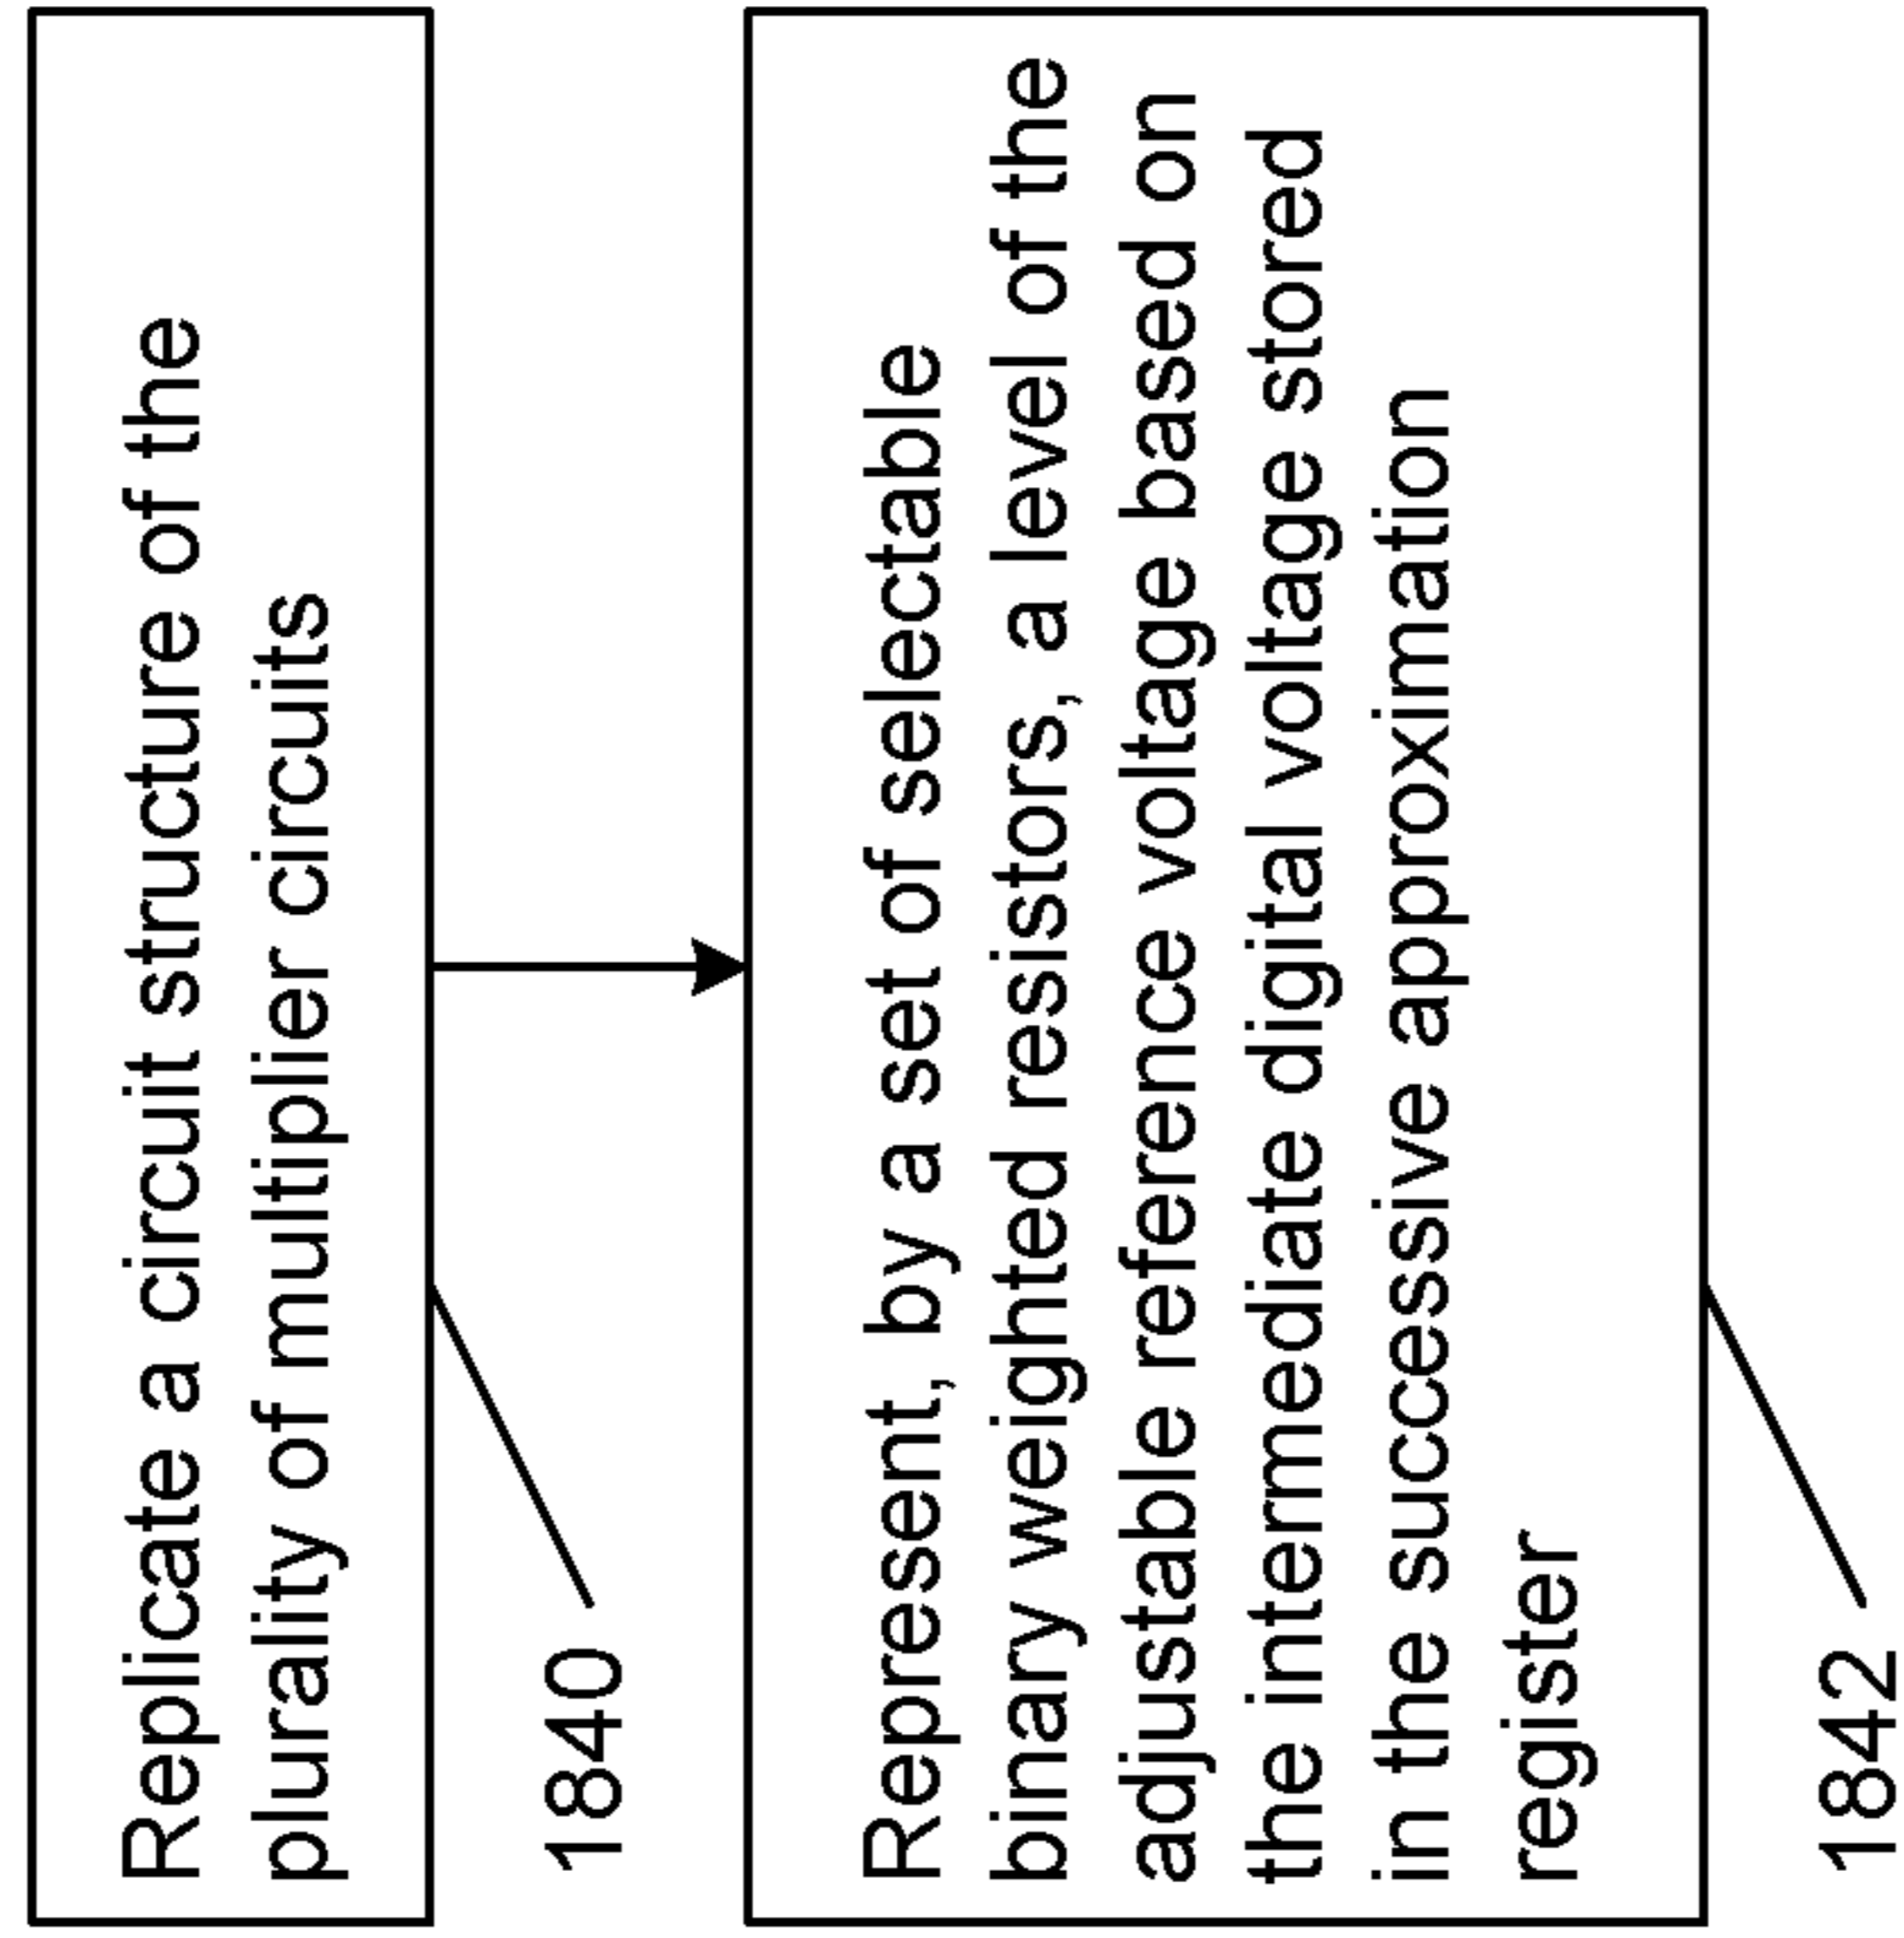 Replicate a circuit structure of the
plurality of multiplier circuits
1840
Represent, by a set of selectable
binary weighted resistors, a level of the
adjustable reference voltage based on
the intermediate digital voltage stored
in the successive approximation
register
1842